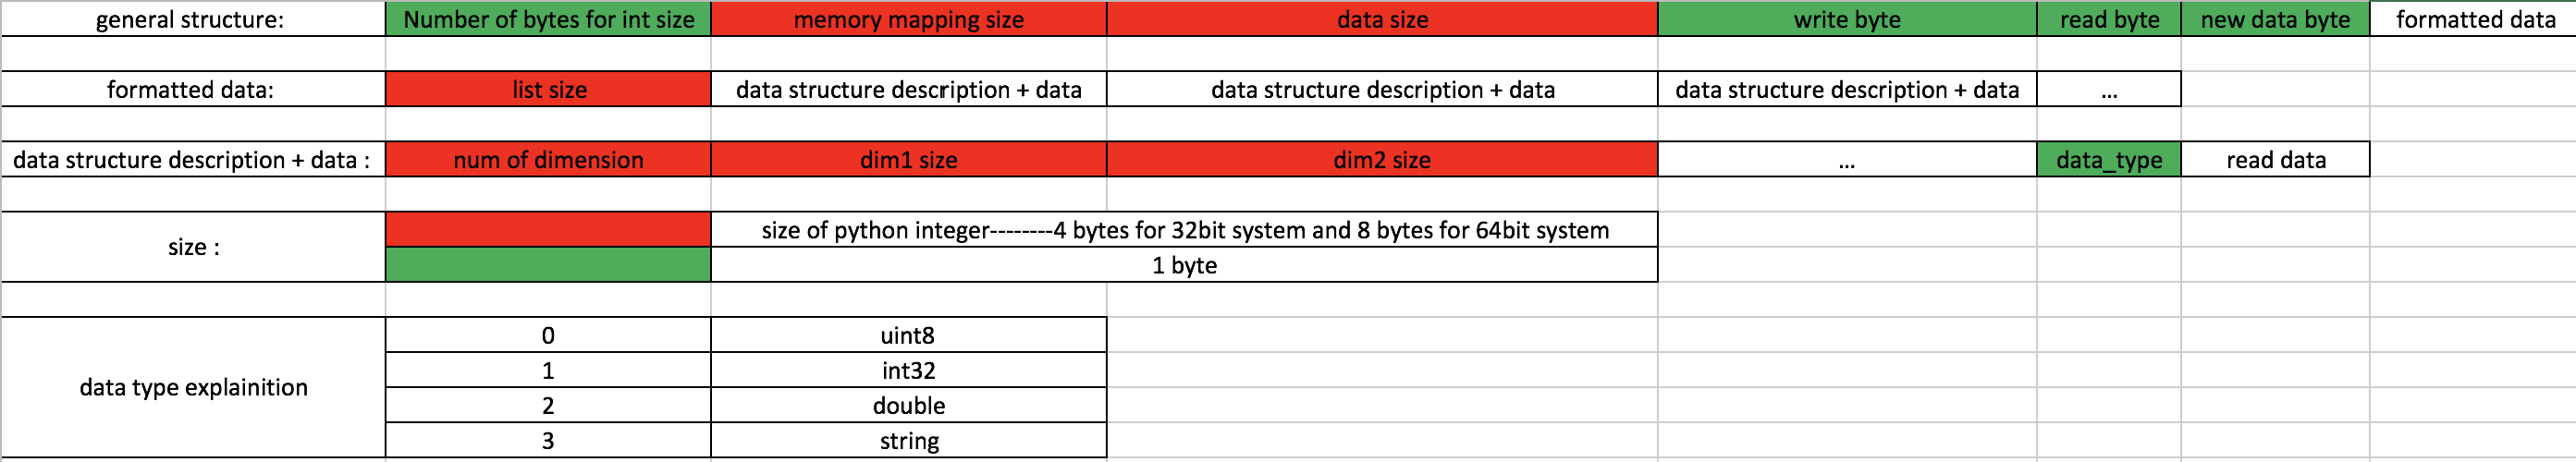 general structure: Number of bytes for int size memory mapping size data size write byte read byte new data byte formatted data
formatted data: list size data structure description + data data structure description + data data structure description + data ...
data structure description + data : num of dimension dim1 size dim2 size ... data_type read data
size :
size of python integer--------4 bytes for 32bit system and 8 bytes for 64bit system
1 byte
data type explainition
0 uint8
1 int32
2 double
3 string